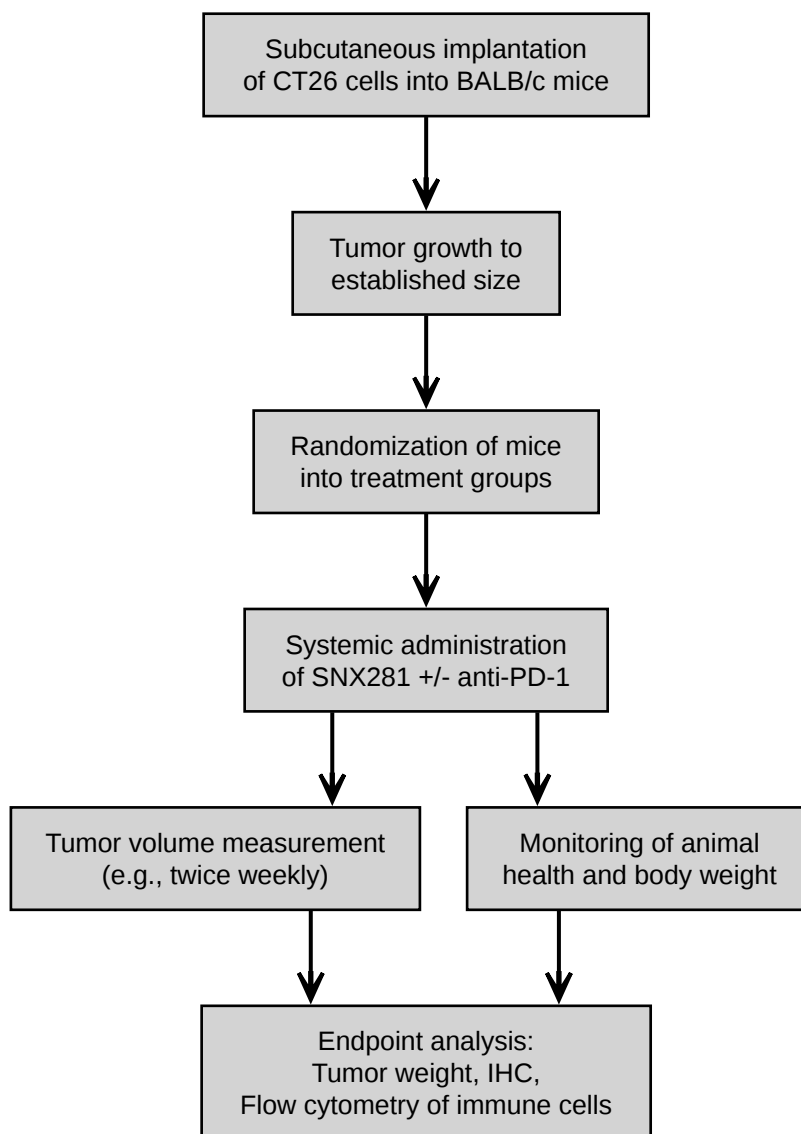 Subcutaneous implantation
of CT26 cells into BALB/c mice
Tumor growth to
established size
Randomization of mice
into treatment groups
Systemic administration
of SNX281 +/- anti-PD-1
Tumor volume measurement
(e.g., twice weekly)
Monitoring of animal
health and body weight
Endpoint analysis:
Tumor weight, IHC,
Flow cytometry of immune cells